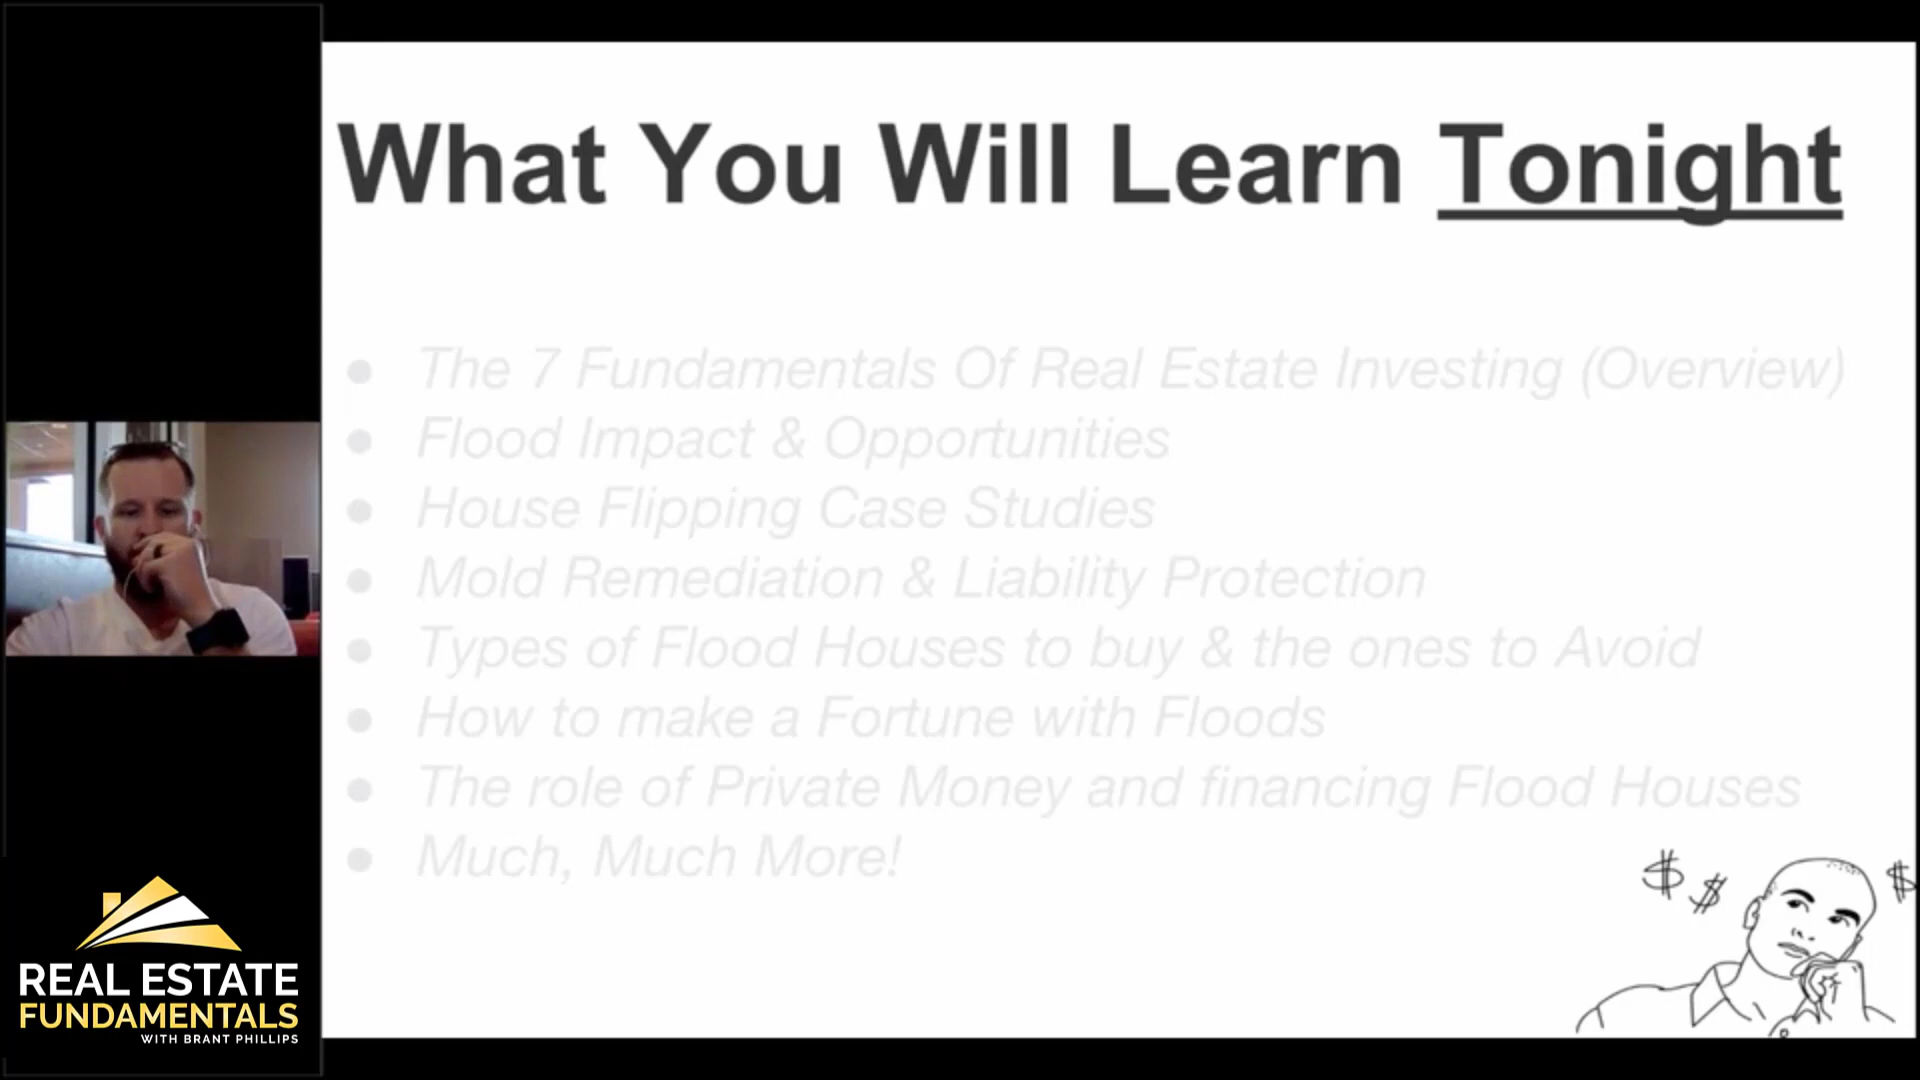 What You Will Learn Tonight
● The 7 Fundamentals Of Real Estate Investing (Overview)
● Flood Impact & Opportunities
● House Flipping Case Studies
● Mold Remediation & Liability Protection
● Types of Flood Houses to buy & the ones to Avoid
● How to make a Fortune with Floods
● The role of Private Money and financing Flood Houses
● Much, Much More!
$ $ $
REAL ESTATE
FUNDAMENTALS
WITH BRANT PHILLIPS